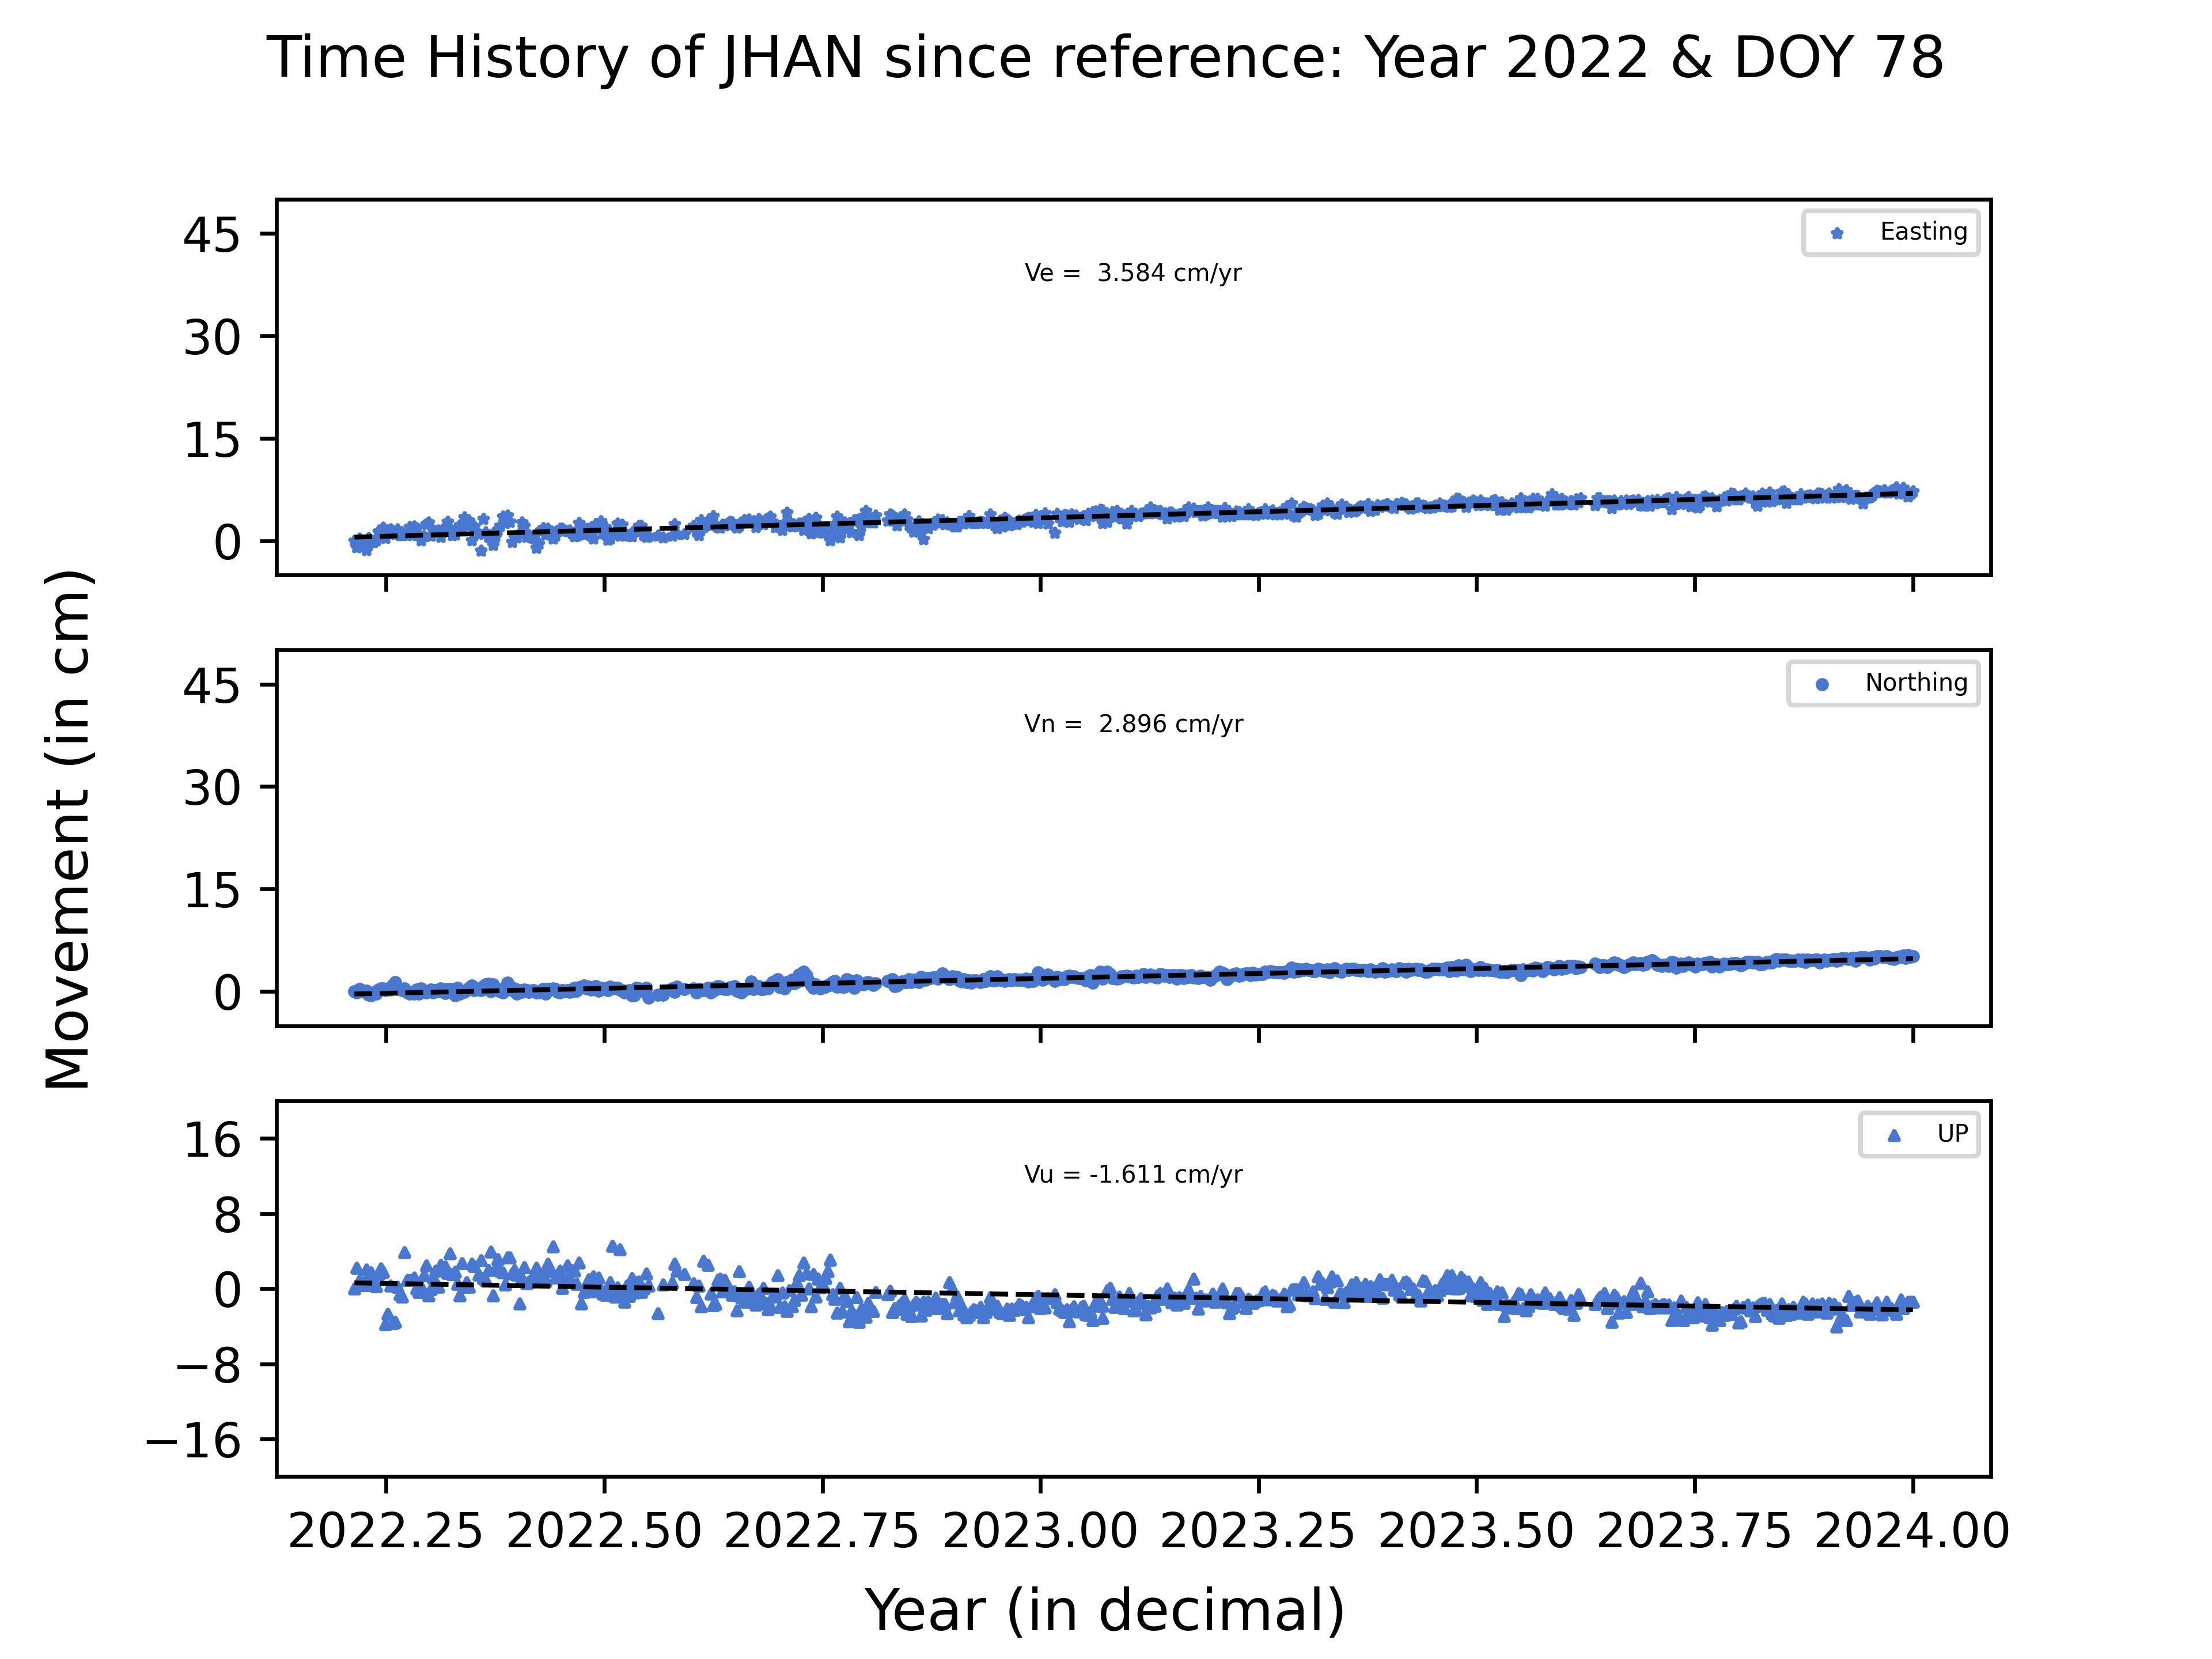 Time History of JHAN since reference: Year 2022 & DOY 78
45
30
15
0
Easting
Ve =  3.584 cm/yr
45
30
15
0
Northing
Vn =  2.896 cm/yr
Movement (in cm)
16
8
0
−8
−16
UP
Vu = -1.611 cm/yr
2022.25 2022.50 2022.75 2023.00 2023.25 2023.50 2023.75 2024.00
Year (in decimal)